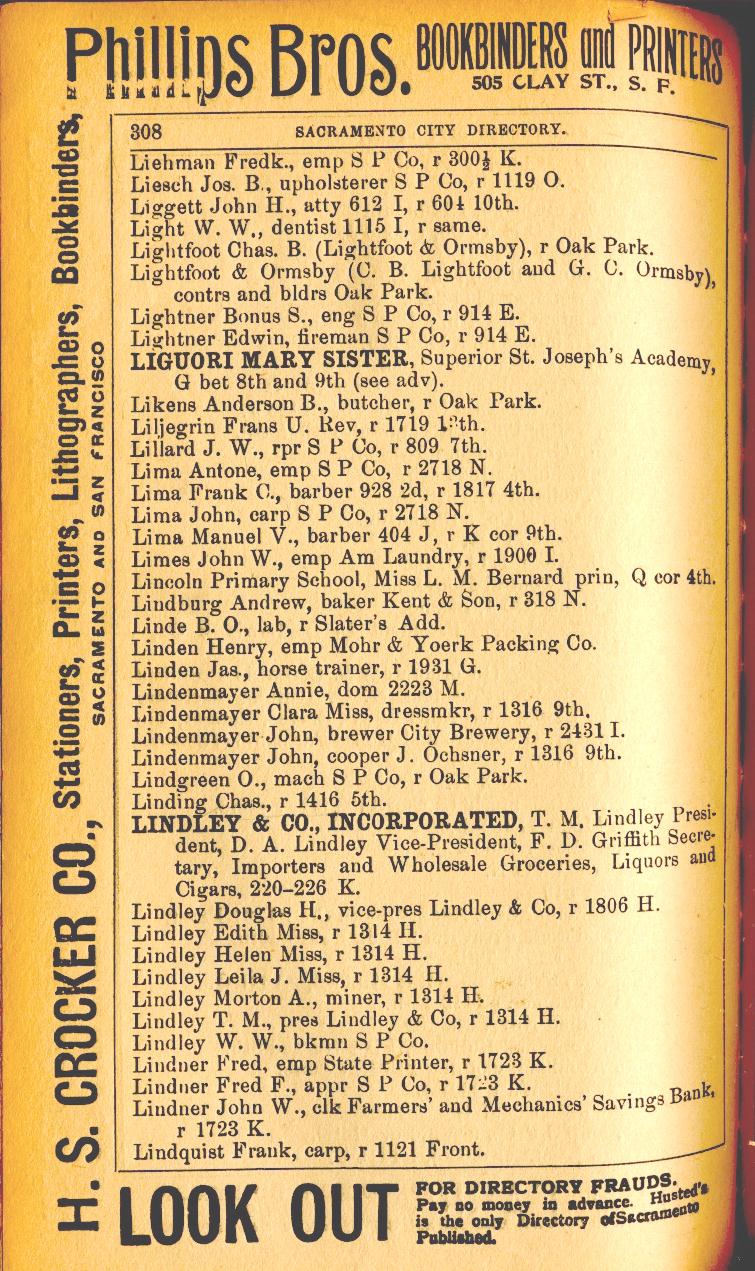 Phillips Bros. BOOKBINDERS and PRINTERS
505 CLAY ST., S. F.
H. S. CROCKER CO., Stationers, Printers, Lithographers, Bookbinders,
SACRAMENTO AND SAN FRANCISCO
308 SACRAMENTO CITY DIRECTORY.
Liehman Fredk., emp S P Co, r 300½ K.
Liesch Jos. B., upholsterer S P Co, r 1119 O.
Liggett John H., atty 612 I, r 604 10th.
Light W. W., dentist 1115 I, r same.
Lightfoot Chas. B. (Lightfoot & Ormsby), r Oak Park.
Lightfoot & Ormsby (C. B. Lightfoot and G. C. Ormsby),
contrs and bldrs Oak Park.
Lightner Bonus S., eng S P Co, r 914 E.
Lightner Edwin, fireman S P Co, r 914 E.
LIGUORI MARY SISTER, Superior St. Joseph's Academy,
G bet 8th and 9th (see adv).
Likens Anderson B., butcher, r Oak Park.
Liljegrin Frans U. Rev, r 1719
Lillard J. W., rpr S P Co, r 809 7th.
Lima Antone, emp S P Co, r 2718 N.
Lima Frank C., barber 928 2d, r 1817 4th.
Lima John, carp S P Co, r 2718 N.
Lima Manuel V., barber 404 J, r K cor 9th.
Limes John W., emp Am Laundry, r 1900 I.
Lincoln Primary School, Miss L. M. Bernard prin, Q cor 4th.
Lindburg Andrew, baker Kent & Son, r 318 N.
Linde B. O., lab, r Slater's Add.
Linden Henry, emp Mohr & Yoerk Packing Co.
Linden Jas., horse trainer, r 1931 G.
Lindenmayer Annie, dom 2223 M.
Lindenmayer Clara Miss, dressmkr, r 1316 9th.
Lindenmayer John, brewer City Brewery, r 2431 I.
Lindenmayer John, cooper J. Ochsner, r 1316 9th.
Lindgreen O., mach S P Co, r Oak Park.
Linding Chas., r 1416 5th.
LINDLEY & CO., INCORPORATED, T. M. Lindley Presi-
dent, D. A. Lindley Vice-President, F. D. Griffith Secre-
tary, Importers and Wholesale Groceries, Liquors and
Cigars, 220–226 K.
Lindley Douglas H., vice-pres Lindley & Co, r 1806 H.
Lindley Edith Miss, r 1314 H.
Lindley Helen Miss, r 1314 H.
Lindley Leila J. Miss, r 1314 H.
Lindley Morton A., miner, r 1314 H.
Lindley T. M., pres Lindley & Co, r 1314 H.
Lindley W. W., bkmn S P Co.
Lindner Fred, emp State Printer, r 1723 K.
Lindner Fred F., appr S P Co, r 1723 K.
Lindner John W., clk Farmers' and Mechanics' Savings Bank,
r 1723 K.
Lindquist Frank, carp, r 1121 Front.
LOOK OUT
FOR DIRECTORY FRAUDS.
Pay no money in advance. Husted's
is the only Directory of Sacramento
Published.